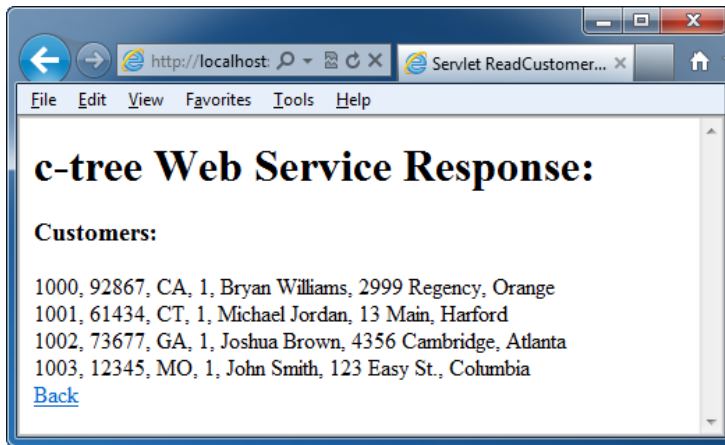 http://localhost:
Servlet ReadCustomer...
File Edit View Favorites Tools Help
c-tree Web Service Response:
Customers:
1000, 92867, CA, 1, Bryan Williams, 2999 Regency, Orange
1001, 61434, CT, 1, Michael Jordan, 13 Main, Harford
1002, 73677, GA, 1, Joshua Brown, 4356 Cambridge, Atlanta
1003, 12345, MO, 1, John Smith, 123 Easy St., Columbia
Back